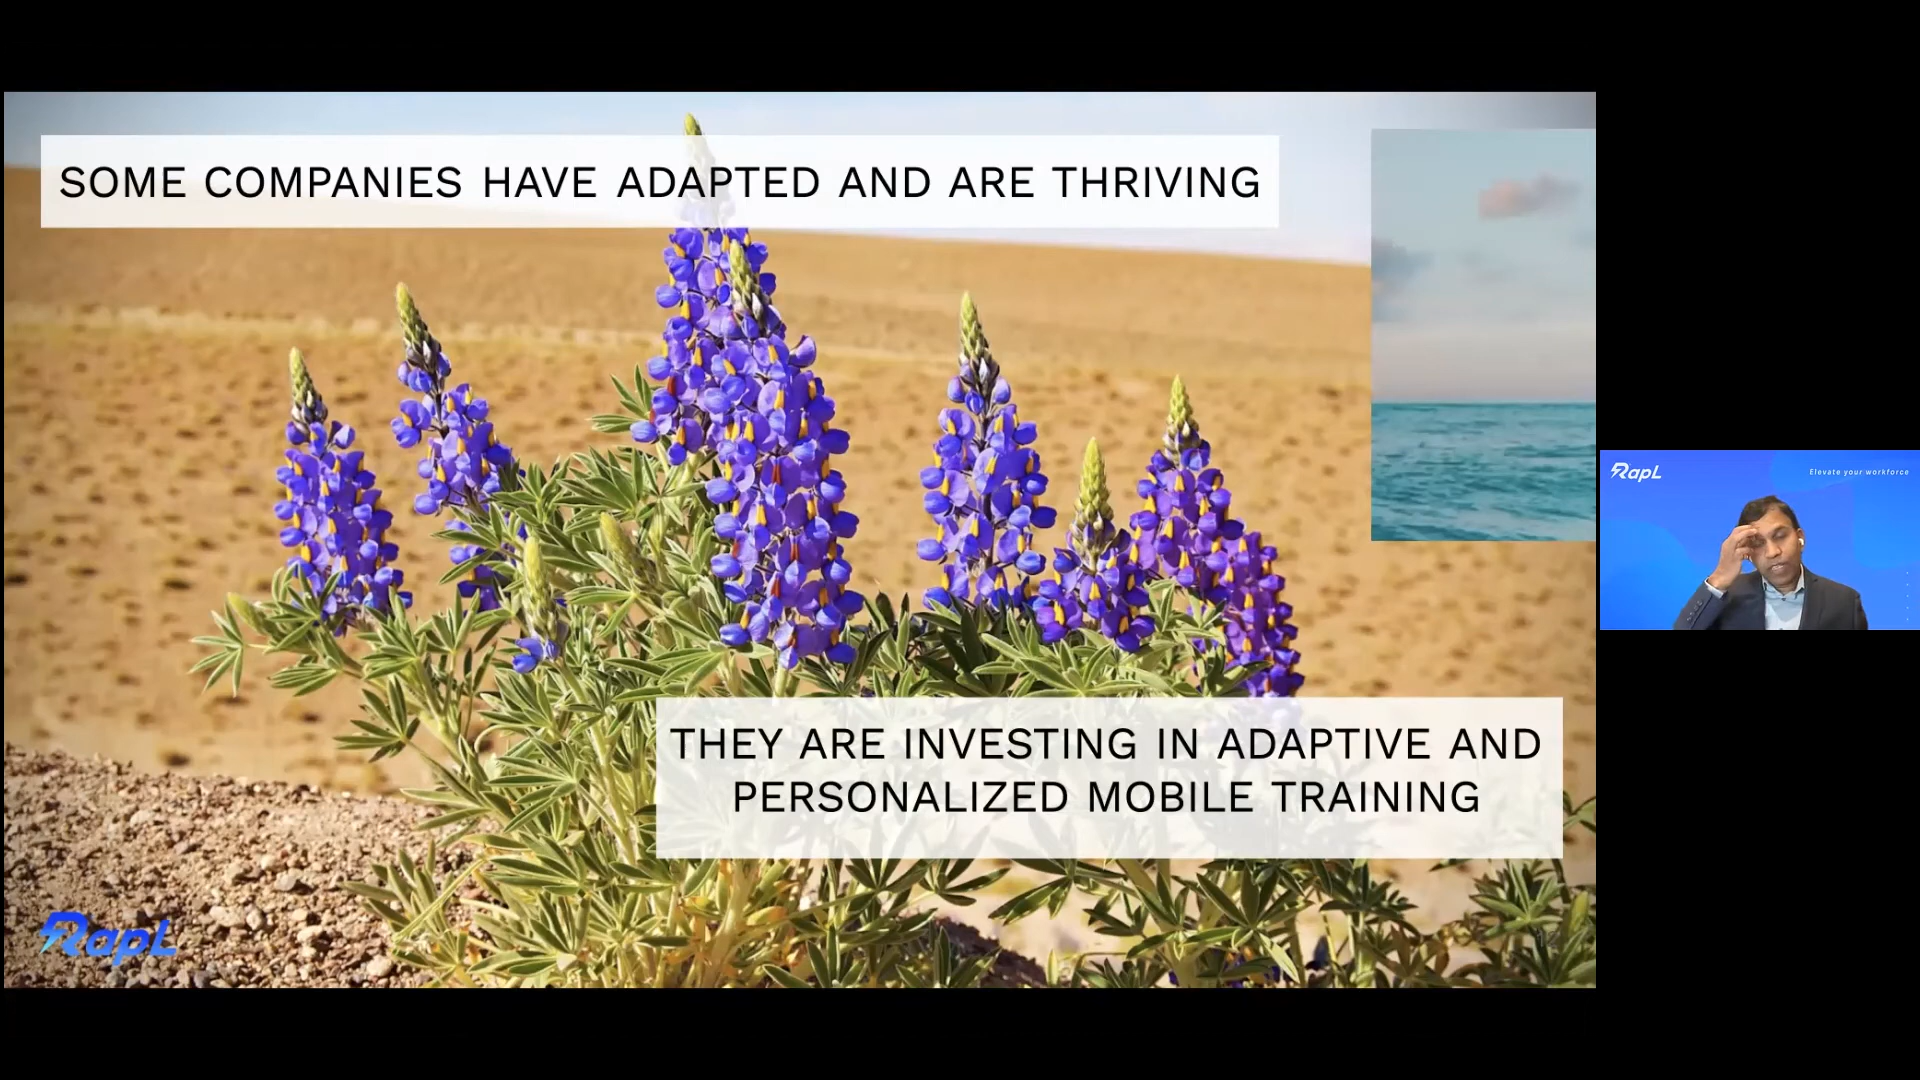 SOME COMPANIES HAVE ADAPTED AND ARE THRIVING
THEY ARE INVESTING IN ADAPTIVE AND
PERSONALIZED MOBILE TRAINING
RapL
RapL
Elevate your workforce